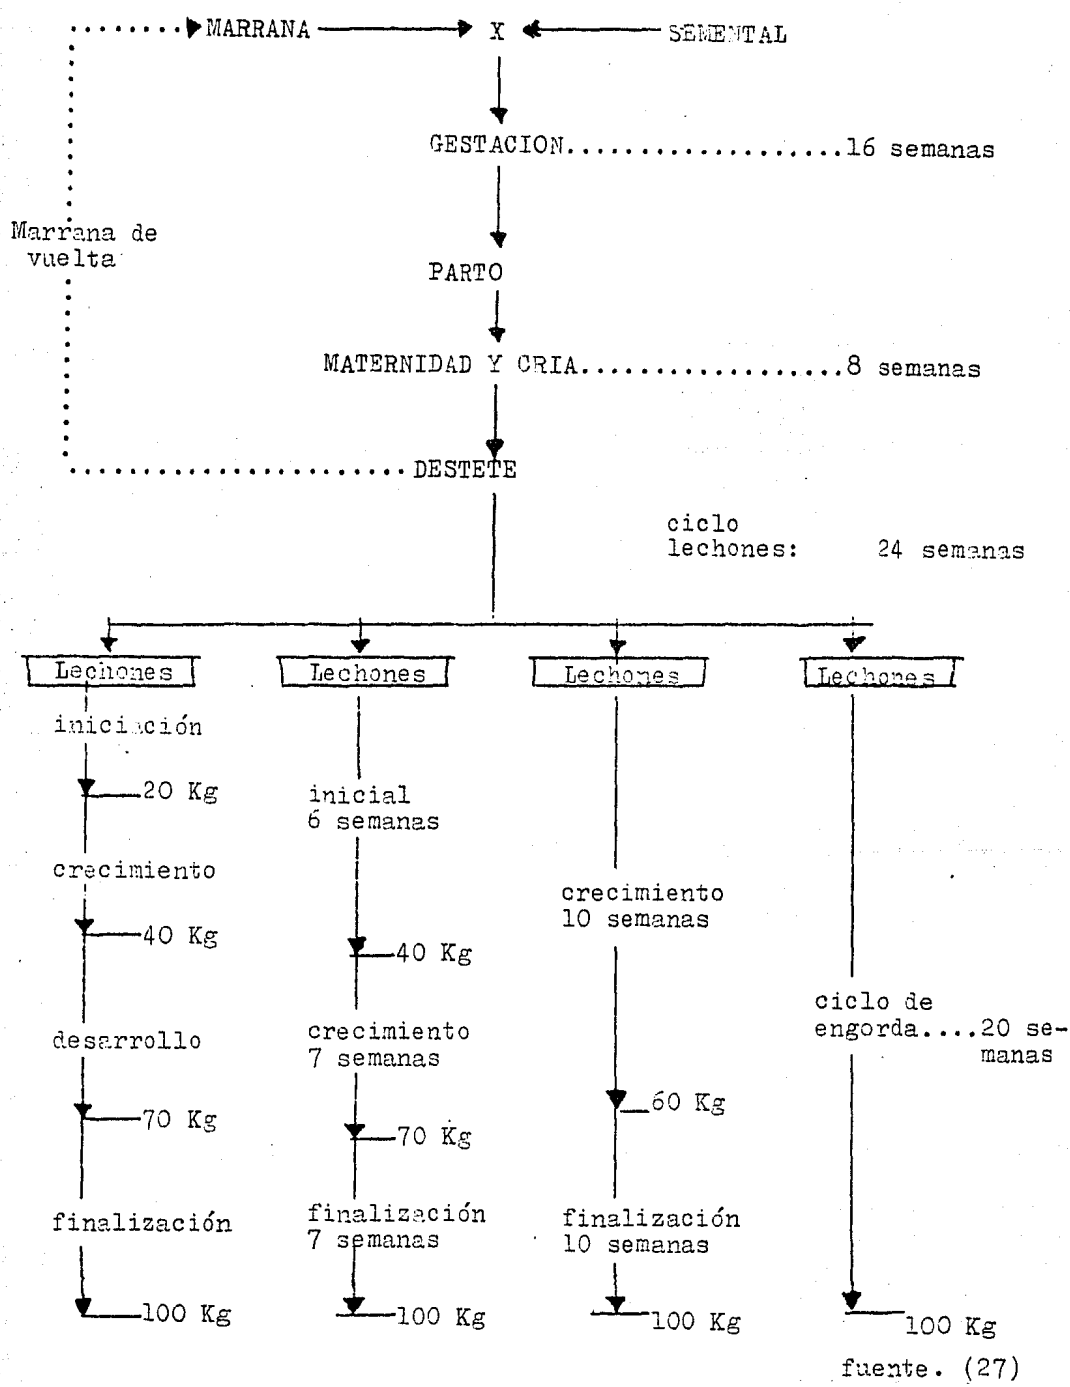 MARRANA X SEMENTAL
GESTACION...................16 semanas
Marrana de
vuelta
PARTO
MATERNIDAD Y CRIA..................8 semanas
DESTETE
ciclo
lechones: 24 semanas
Lechones Lechones Lechones Lechones
iniciación
20 Kg
crecimiento
40 Kg
desarrollo
70 Kg
finalización
100 Kg
inicial
6 semanas
40 Kg
crecimiento
7 semanas
70 Kg
finalización
7 semanas
100 Kg
crecimiento
10 semanas
60 Kg
finalización
10 semanas
100 Kg
ciclo de
engorda....20 se-
manas
100 Kg
fuente. (27)